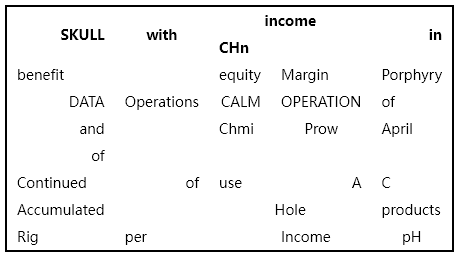 income
SKULL with in
CHn
benefit equity Margin Porphyry
DATA Operations CALM OPERATION of
and Chmi Prow April
of
Continued of use A C
Accumulated Hole products
Rig per Income pH